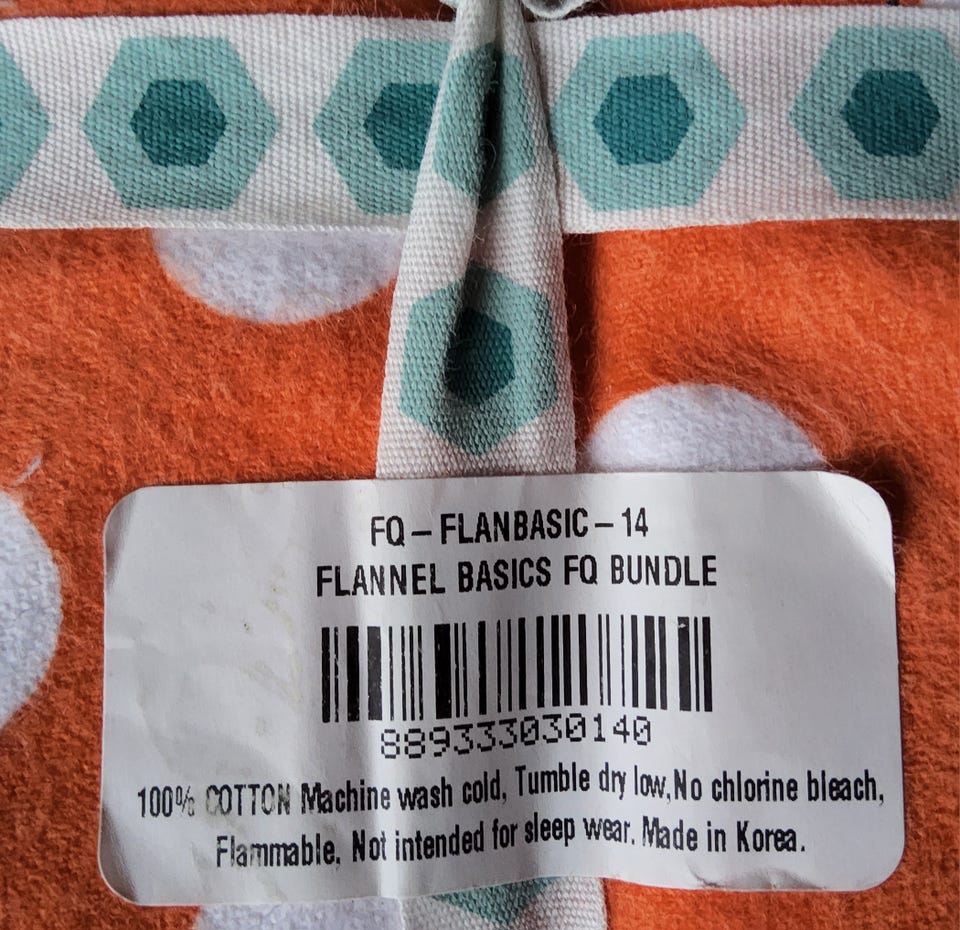 FQ – FLANBASIC – 14
FLANNEL BASICS FQ BUNDLE
889333030140
100% COTTON Machine wash cold, Tumble dry low,No chlorine bleach,
Flammable, Not intended for sleep wear. Made in Korea.